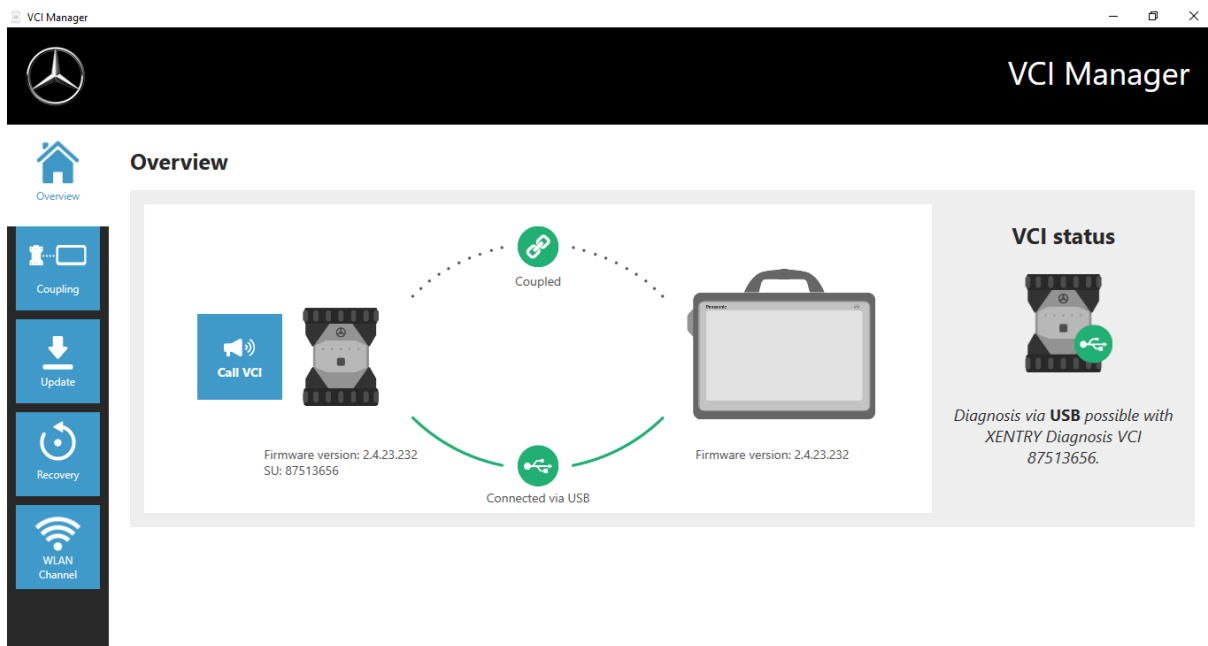 VCI Manager
VCI Manager
Overview
Overview
Coupling
Update
Recovery
WLAN
Channel
Coupled
Call VCI
Panasonic
Firmware version: 2.4.23.232
SU: 87513656
Firmware version: 2.4.23.232
Connected via USB
VCI status
Diagnosis via USB possible with
XENTRY Diagnosis VCI
87513656.